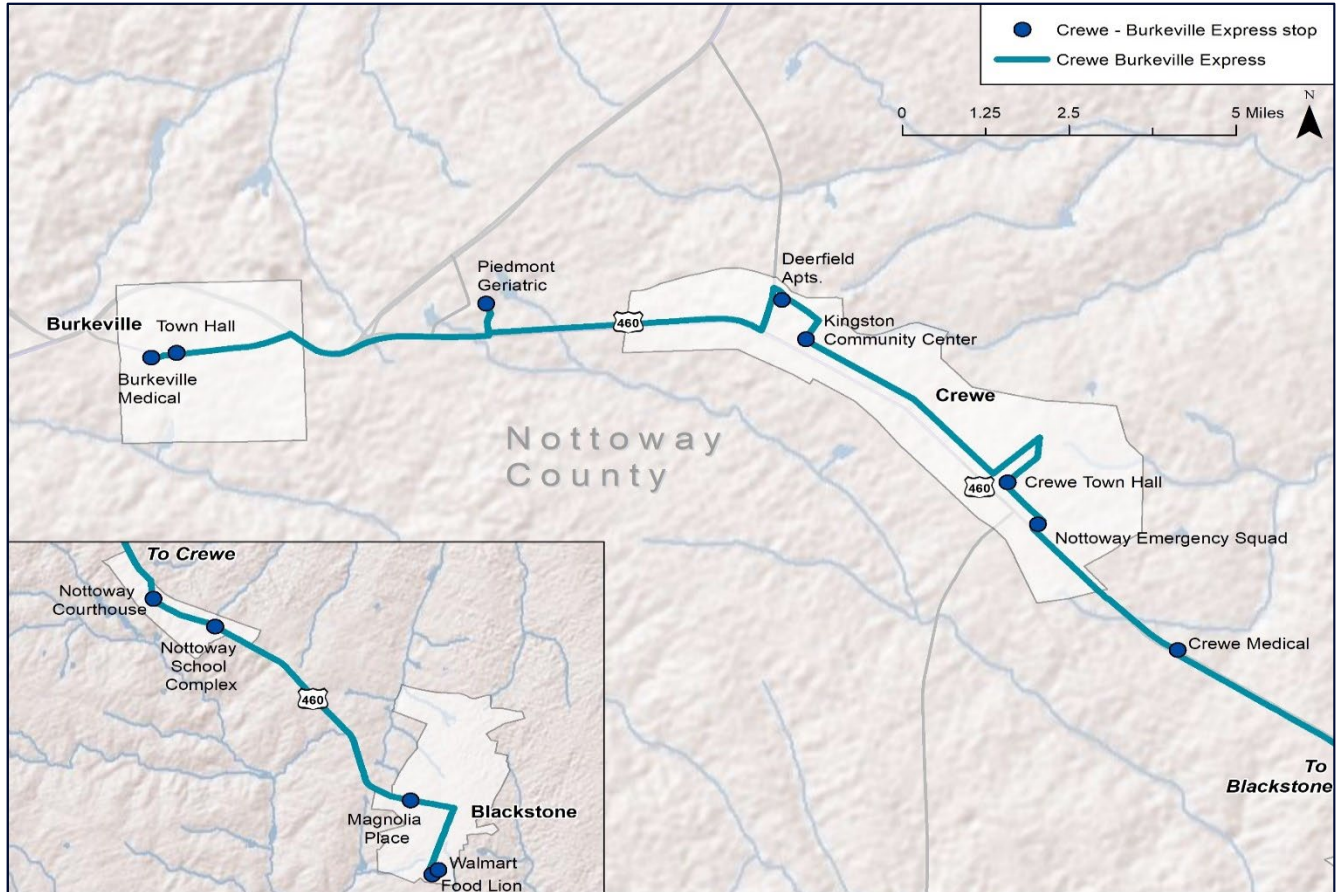 Crewe - Burkeville Express stop
Crewe Burkeville Express
N
0 1.25 2.5 5 Miles
Deerfield
Apts.
Piedmont
Geriatric
Burkeville
Town Hall
460
Kingston
Community Center
Burkeville
Medical
Crewe
Nottoway
County
460
Crewe Town Hall
Nottoway Emergency Squad
Crewe Medical
To
Blackstone
To Crewe
Nottoway
Courthouse
Nottoway
School
Complex
460
Magnolia
Place
Blackstone
Walmart
Food Lion